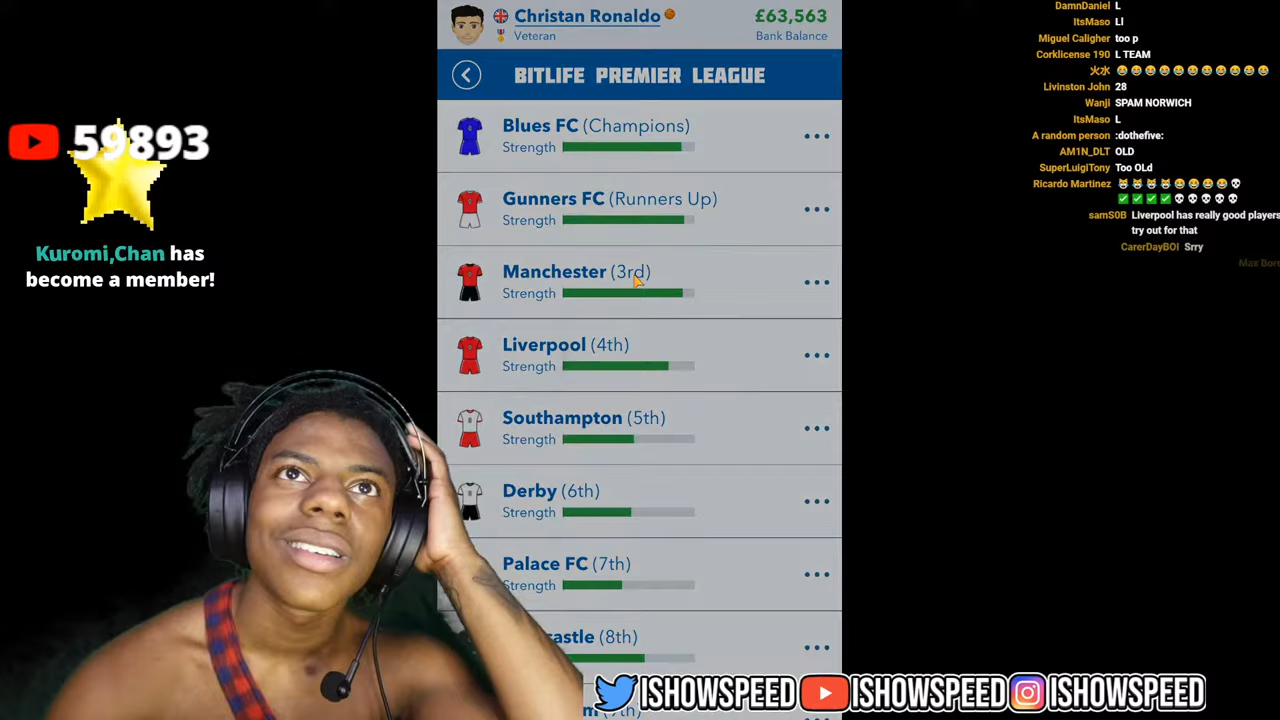 59893
Kuromi,Chan has
become a member!
Christan Ronaldo
Veteran
£63,563
Bank Balance
BITLIFE PREMIER LEAGUE
Blues FC (Champions)
Strength
Gunners FC (Runners Up)
Strength
Manchester (3rd)
Strength
Liverpool (4th)
Strength
Southampton (5th)
Strength
Derby (6th)
Strength
Palace FC (7th)
Strength
castle (8th)
DamnDaniel L
ItsMaso Ll
Miguel Caligher too p
Corklicense 190 L TEAM
火水
Livinston John 28
Wanji SPAM NORWICH
ItsMaso L
A random person :dothefive:
AM1N_DLT OLD
SuperLuigiTony Too OLd
Ricardo Martinez
samS0B Liverpool has really good players
try out for that
CarerDayBOI Srry
ISHOWSPEED ISHOWSPEED ISHOWSPEED